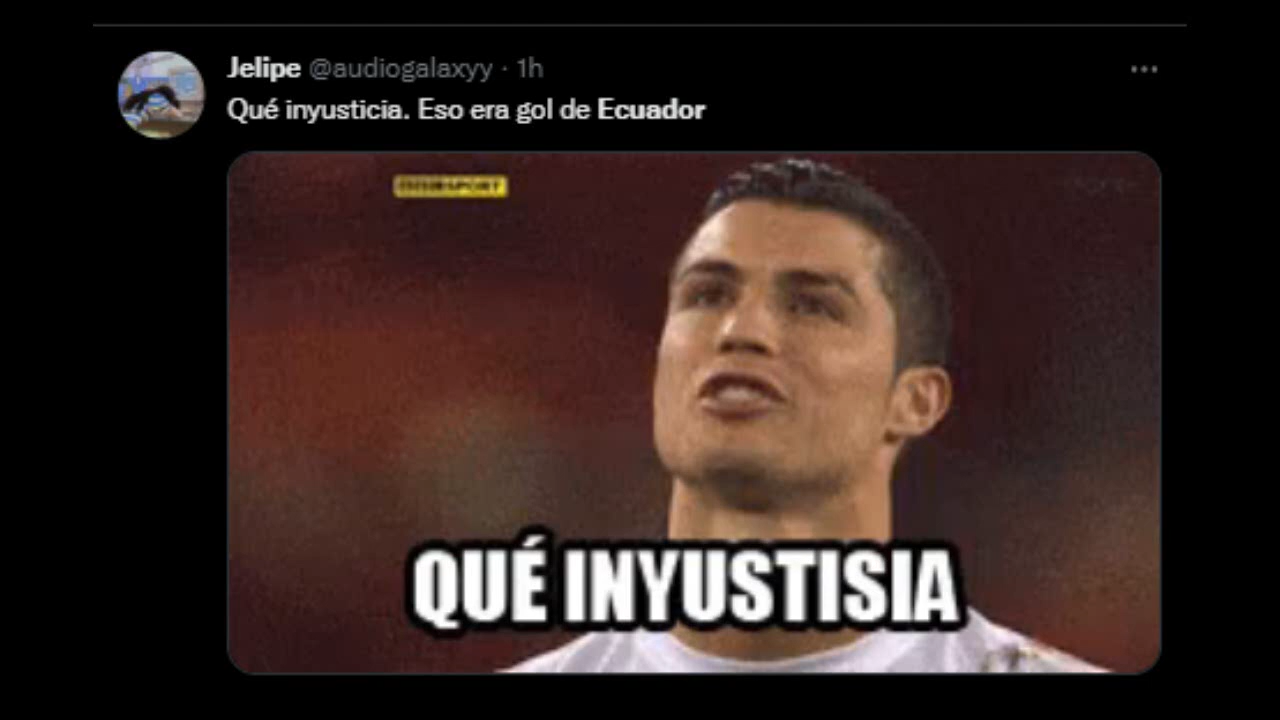 Jelipe @audiogalaxyy · 1h
Qué inyusticia. Eso era gol de Ecuador
QUÉ INYUSTISIA